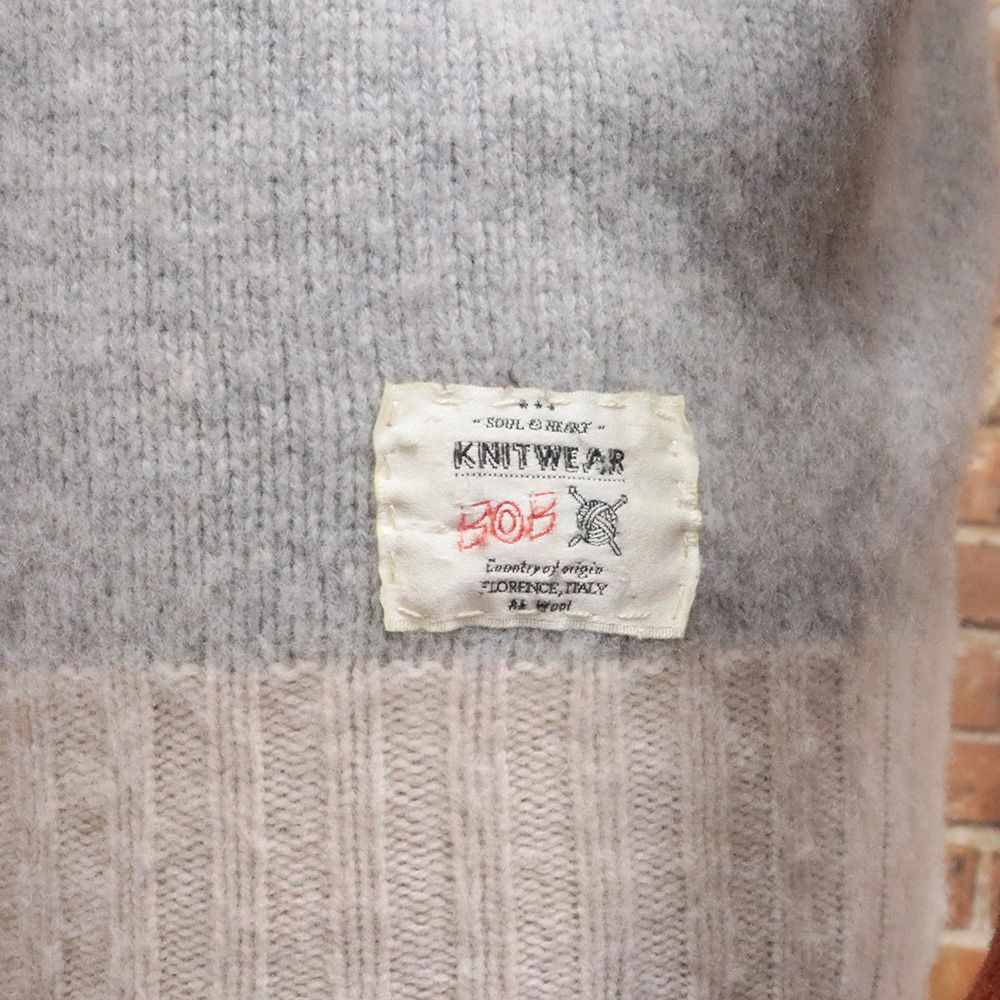 - SOUL & HEART -
KNITWEAR
BOB
Country of origin
FLORENCE, ITALY
Wool